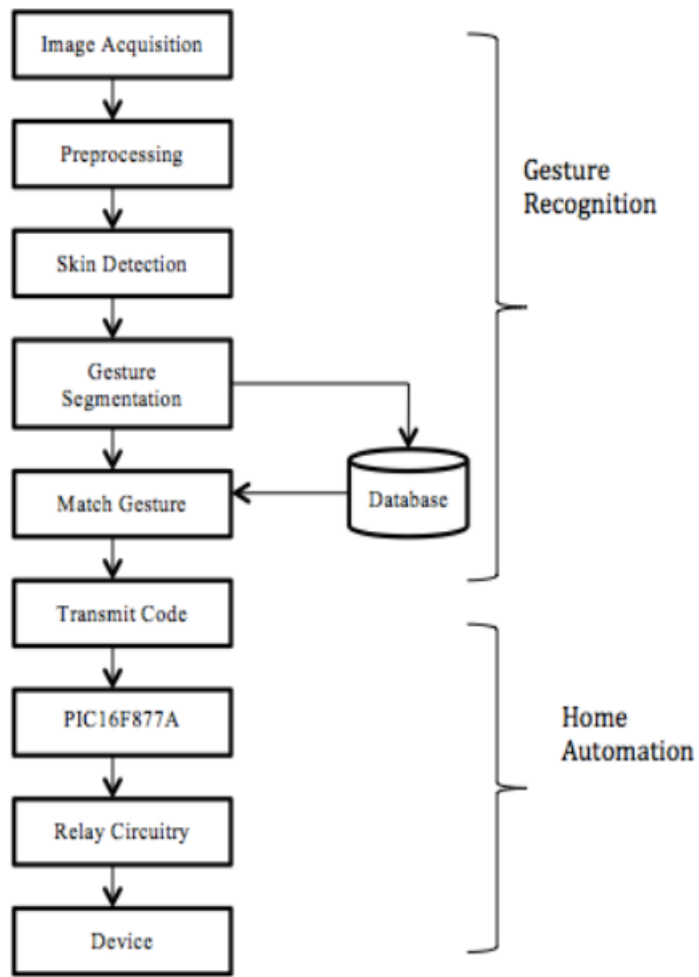 Image Acquisition
Preprocessing
Skin Detection
Gesture
Segmentation
Match Gesture
Database
Transmit Code
PIC16F877A
Relay Circuitry
Device
Gesture
Recognition
Home
Automation